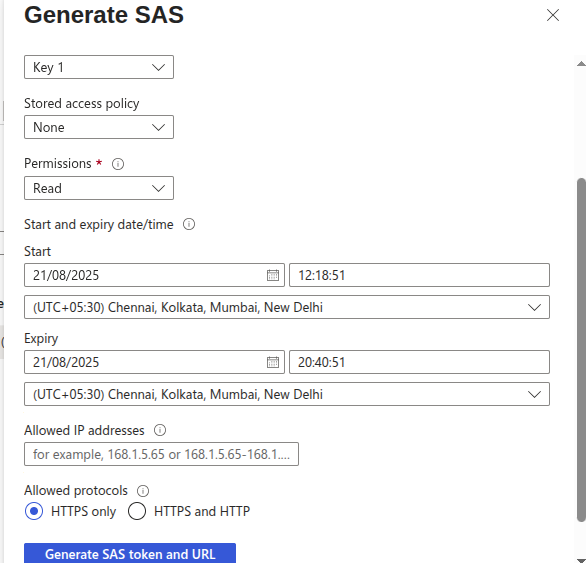 Generate SAS
Key 1
Stored access policy
None
Permissions *
Read
Start and expiry date/time
Start
21/08/2025 12:18:51
(UTC+05:30) Chennai, Kolkata, Mumbai, New Delhi
Expiry
21/08/2025 20:40:51
(UTC+05:30) Chennai, Kolkata, Mumbai, New Delhi
Allowed IP addresses
for example, 168.1.5.65 or 168.1.5.65-168.1....
Allowed protocols
HTTPS only HTTPS and HTTP
Generate SAS token and URL